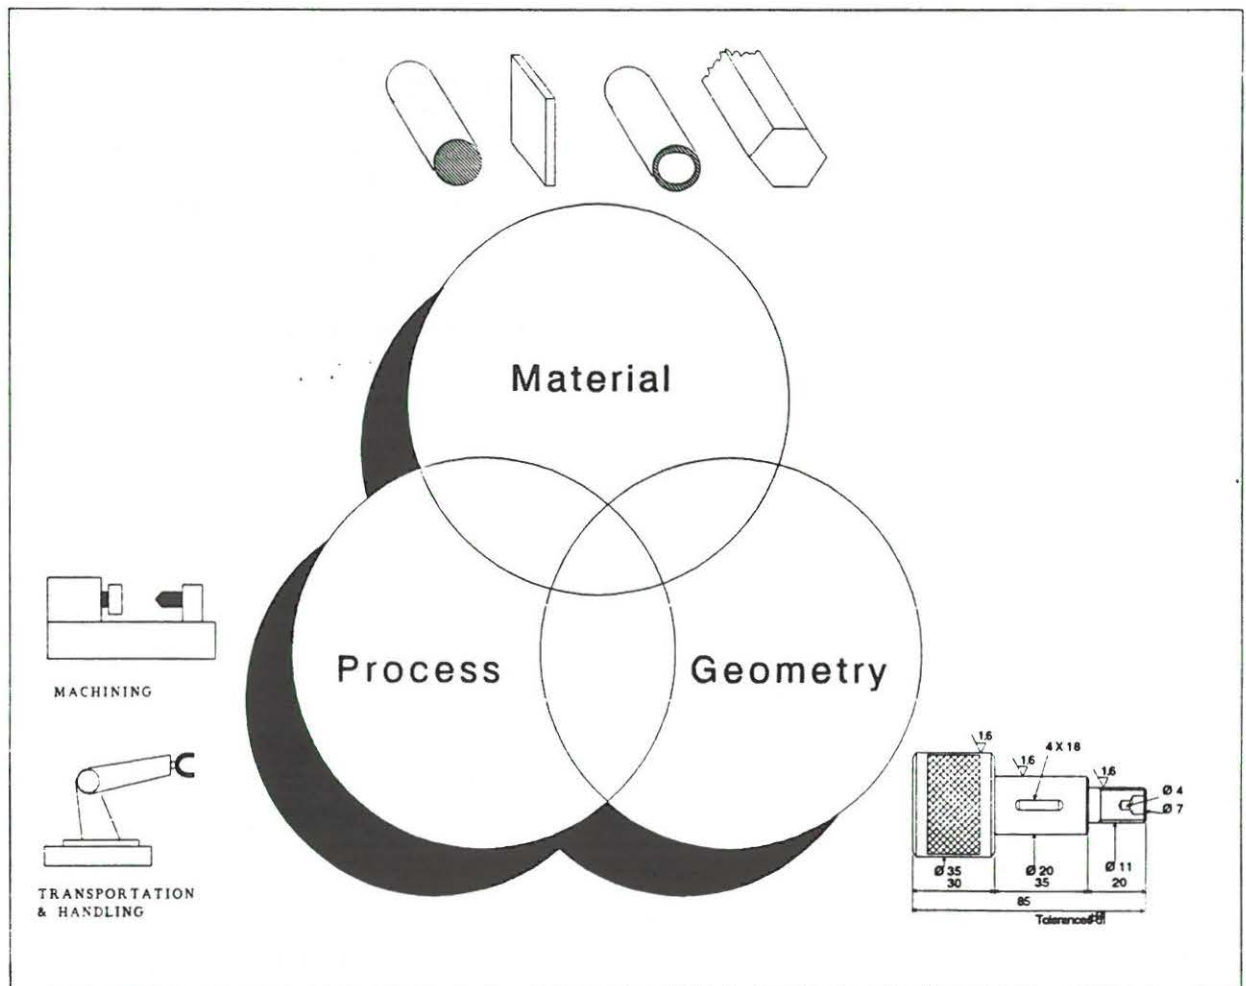 Material
Process
Geometry
MACHINING
TRANSPORTATION
& HANDLING
1.6
1.6
4 X 18
1.6
Ø 4
Ø 7
Ø 35
30
Ø 20
35
Ø 11
20
85
Tolerances